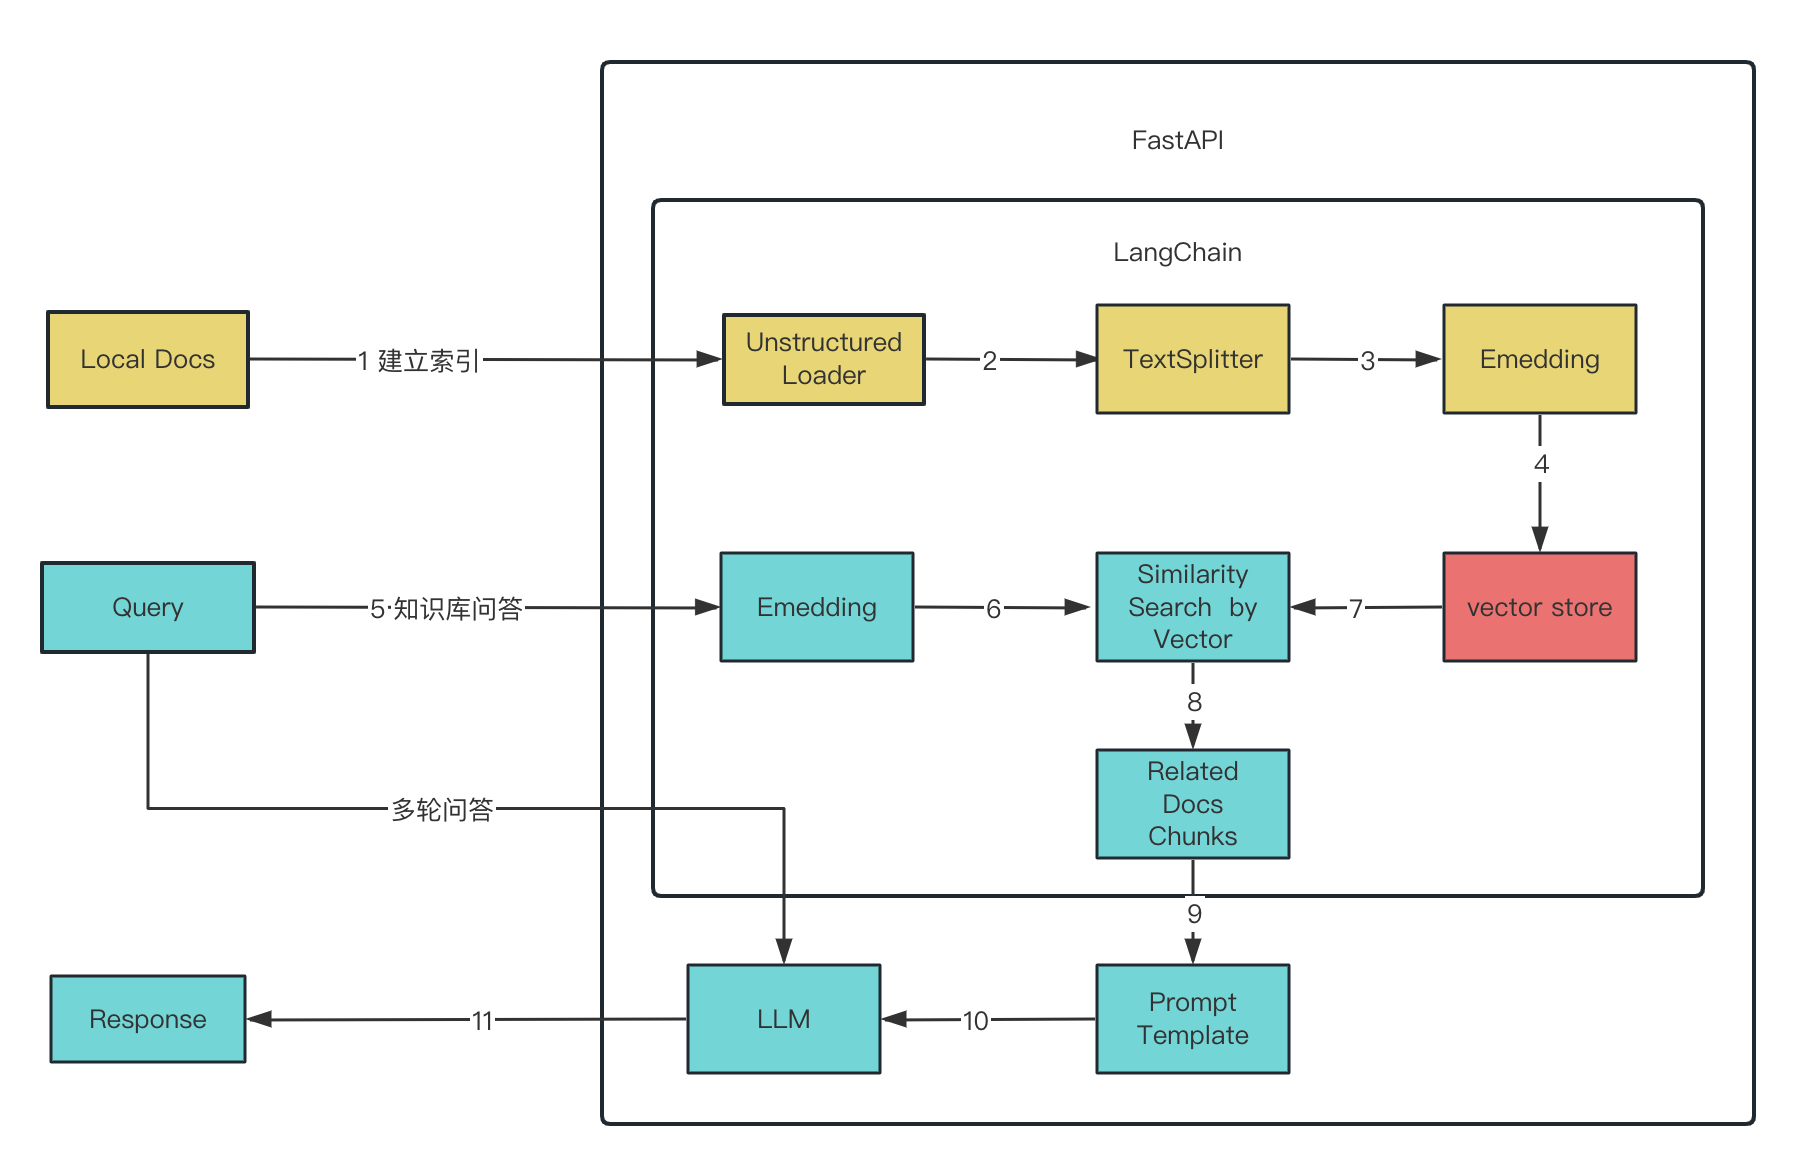 FastAPI
LangChain
Local Docs
1 建立索引
Unstructured
Loader
2
TextSplitter
3
Emedding
4
Query
5·知识库问答
Emedding
6
Similarity
Search by
Vector
7
vector store
8
Related
Docs
Chunks
多轮问答
9
Response
11
LLM
10
Prompt
Template